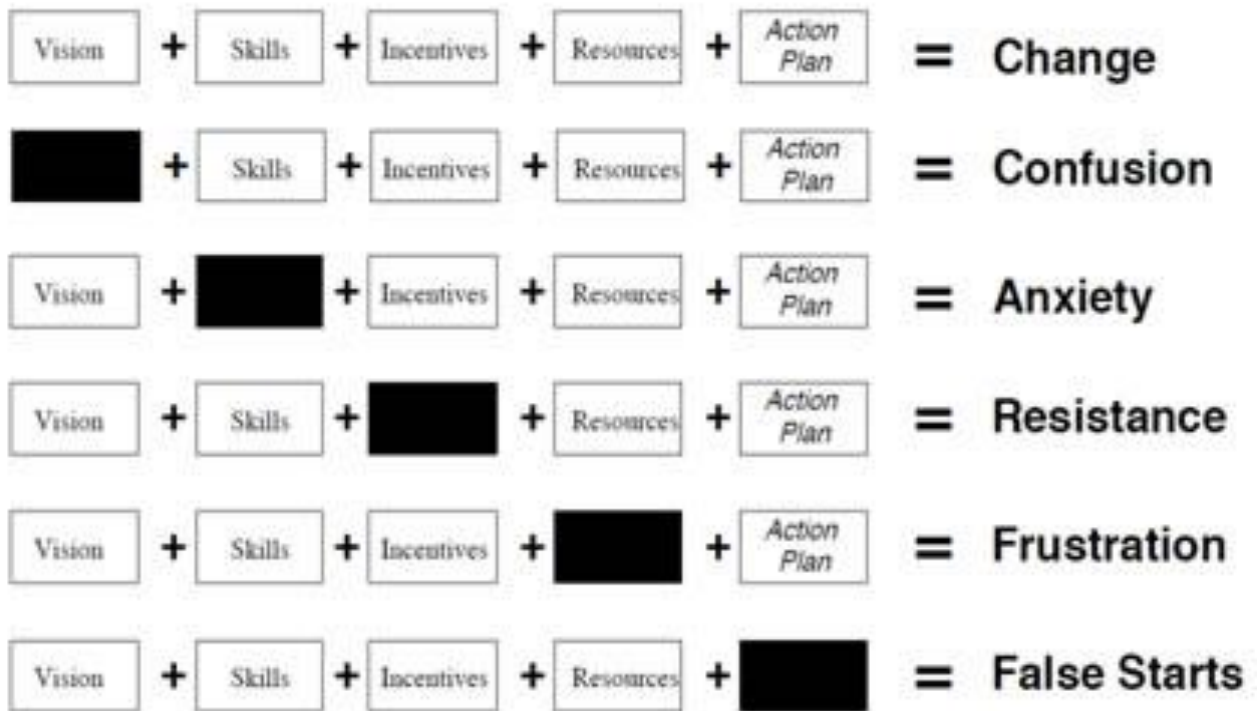 Vision + Skills + Incentives + Resources + Action Plan = Change
+ Skills + Incentives + Resources + Action Plan = Confusion
Vision + + Incentives + Resources + Action Plan = Anxiety
Vision + Skills + + Resources + Action Plan = Resistance
Vision + Skills + Incentives + + Action Plan = Frustration
Vision + Skills + Incentives + Resources + = False Starts